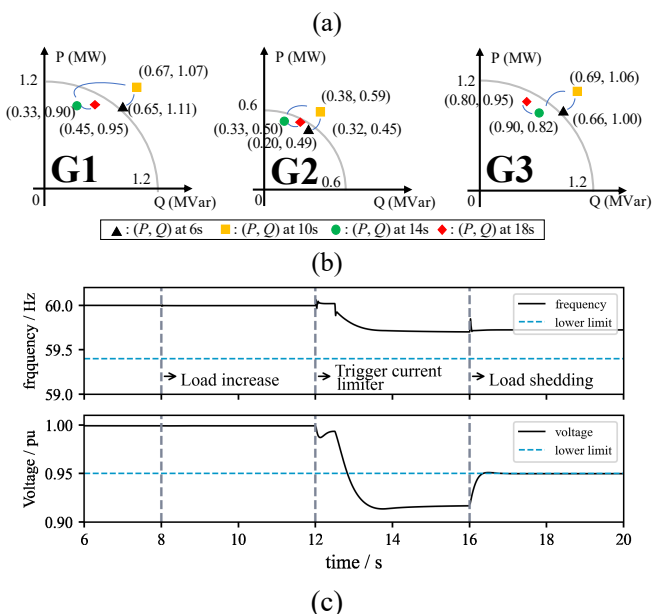 (a)
P (MW)
1.2
(0.67, 1.07)
(0.33, 0.90)
(0.65, 1.11)
(0.45, 0.95)
G1
1.2
0
Q (MVar)
P (MW)
0.6
(0.38, 0.59)
(0.33, 0.50)
(0.32, 0.45)
(0.20, 0.49)
G2
0.6
0
Q (MVar)
P (MW)
1.2
(0.69, 1.06)
(0.80, 0.95)
(0.66, 1.00)
(0.90, 0.82)
G3
1.2
0
Q (MVar)
: (P, Q) at 6s : (P, Q) at 10s : (P, Q) at 14s : (P, Q) at 18s
(b)
frqquency / Hz
60.0
59.5
59.0
frequency
lower limit
Load increase
Trigger current
limiter
Load shedding
Voltage / pu
1.00
0.95
0.90
voltage
lower limit
6 8 10 12 14 16 18 20
time / s
(c)